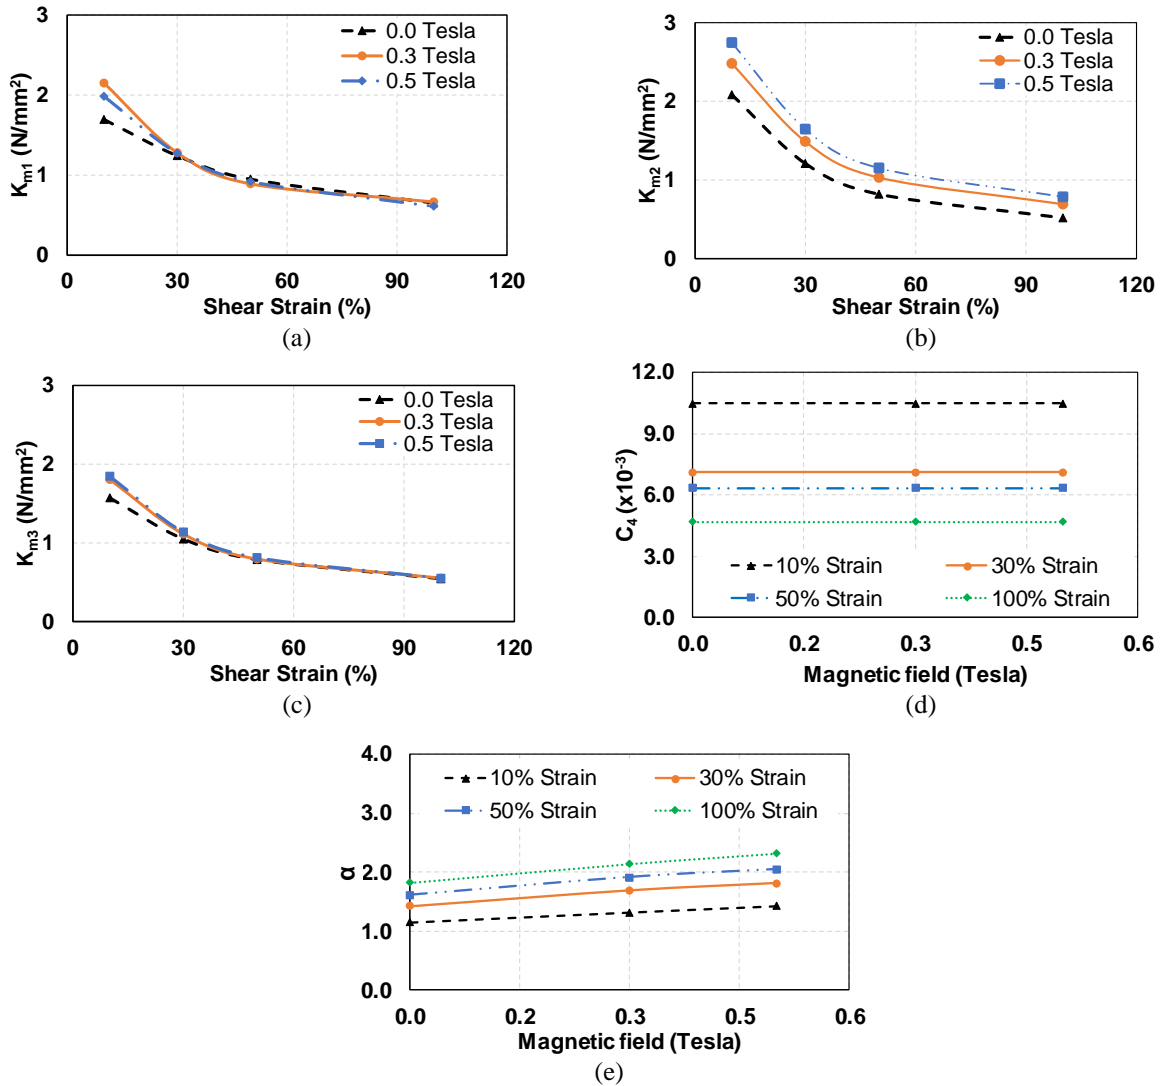 3
2
1
0
K_m1 (N/mm²)
0.0 Tesla
0.3 Tesla
0.5 Tesla
0 30 60 90 120
Shear Strain (%)
(a)
3
2
1
0
K_m2 (N/mm²)
0.0 Tesla
0.3 Tesla
0.5 Tesla
0 30 60 90 120
Shear Strain (%)
(b)
3
2
1
0
K_m3 (N/mm²)
0.0 Tesla
0.3 Tesla
0.5 Tesla
0 30 60 90 120
Shear Strain (%)
(c)
12.0
9.0
6.0
3.0
0.0
C_4 (x10⁻³)
10% Strain 30% Strain
50% Strain 100% Strain
0.0 0.2 0.3 0.5 0.6
Magnetic field (Tesla)
(d)
4.0
3.0
2.0
1.0
0.0
α
10% Strain 30% Strain
50% Strain 100% Strain
0.0 0.2 0.3 0.5 0.6
Magnetic field (Tesla)
(e)